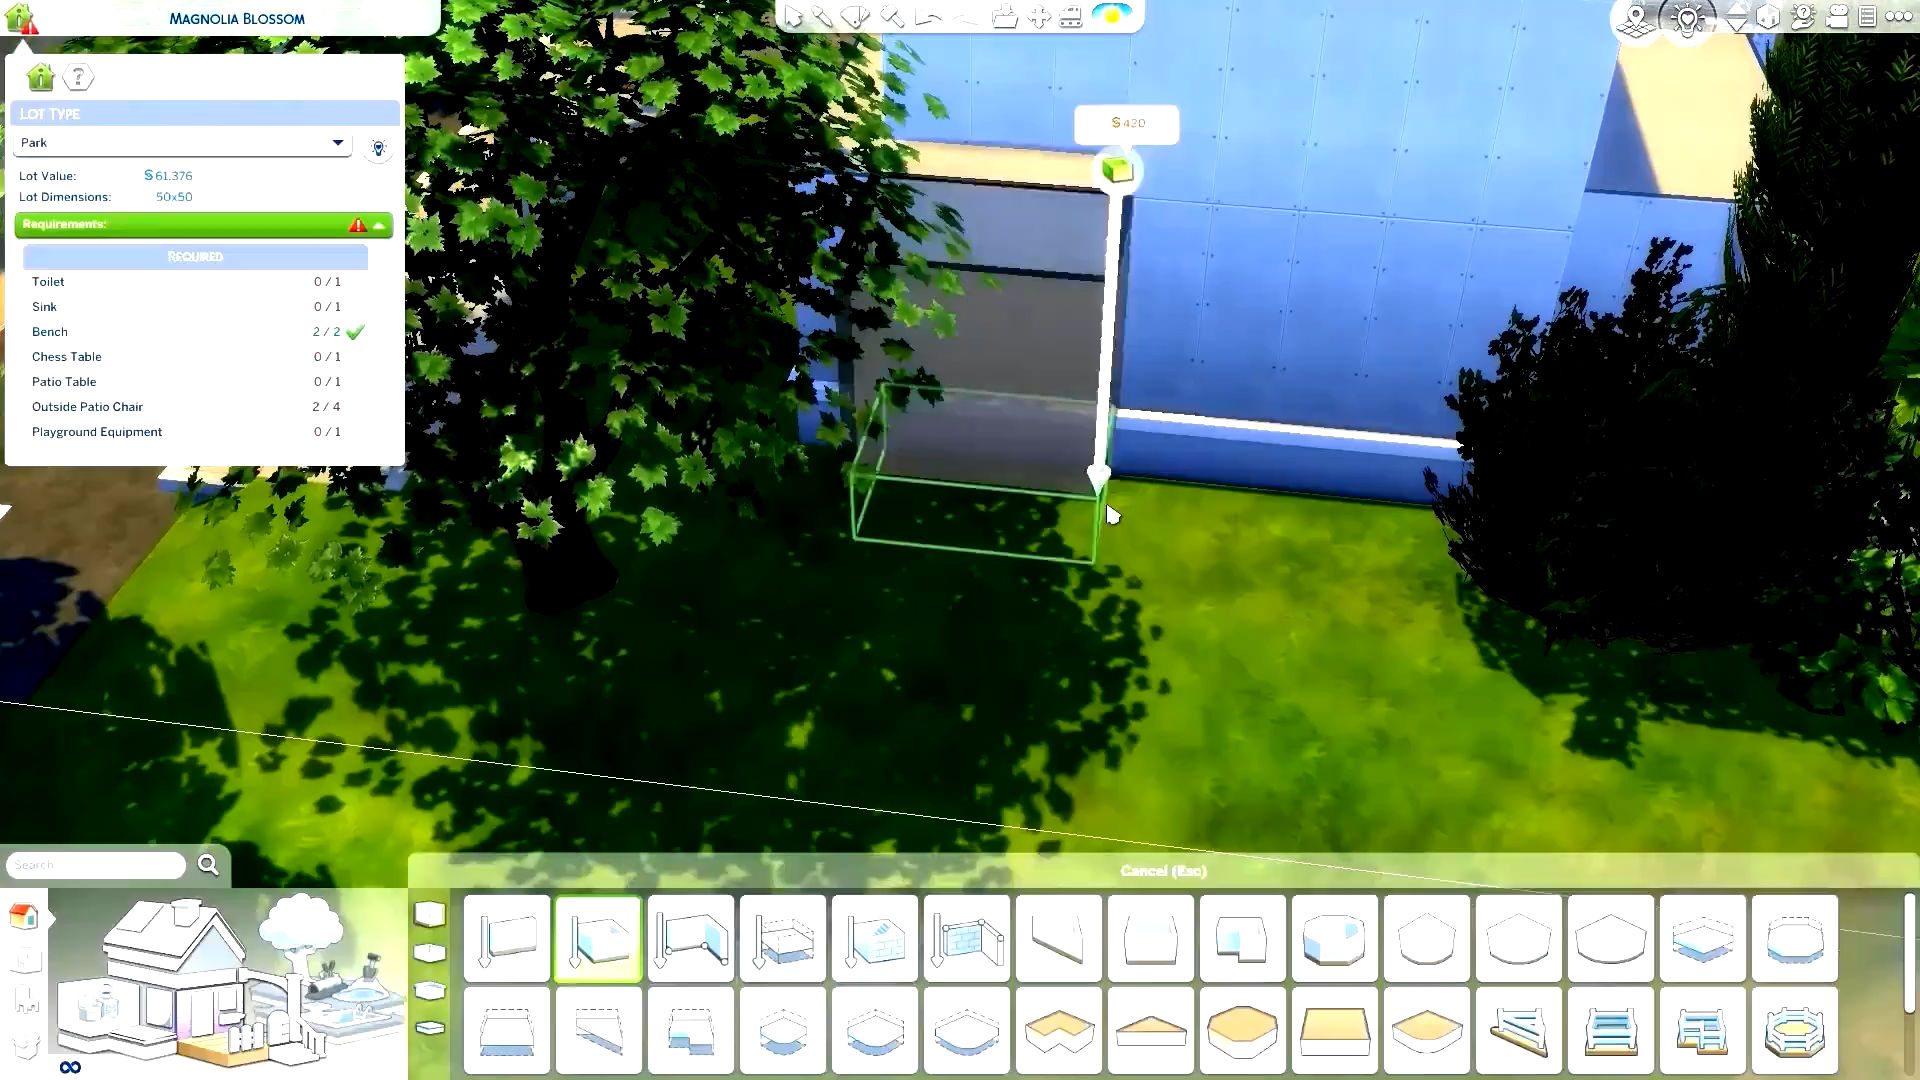 Magnolia Blossom
§420
Lot Type
Park
Lot Value: §61,376
Lot Dimensions: 50x50
Requirements:
Required
Toilet 0 / 1
Sink 0 / 1
Bench 2 / 2
Chess Table 0 / 1
Patio Table 0 / 1
Outside Patio Chair 2 / 4
Playground Equipment 0 / 1
Search
Cancel (Esc)